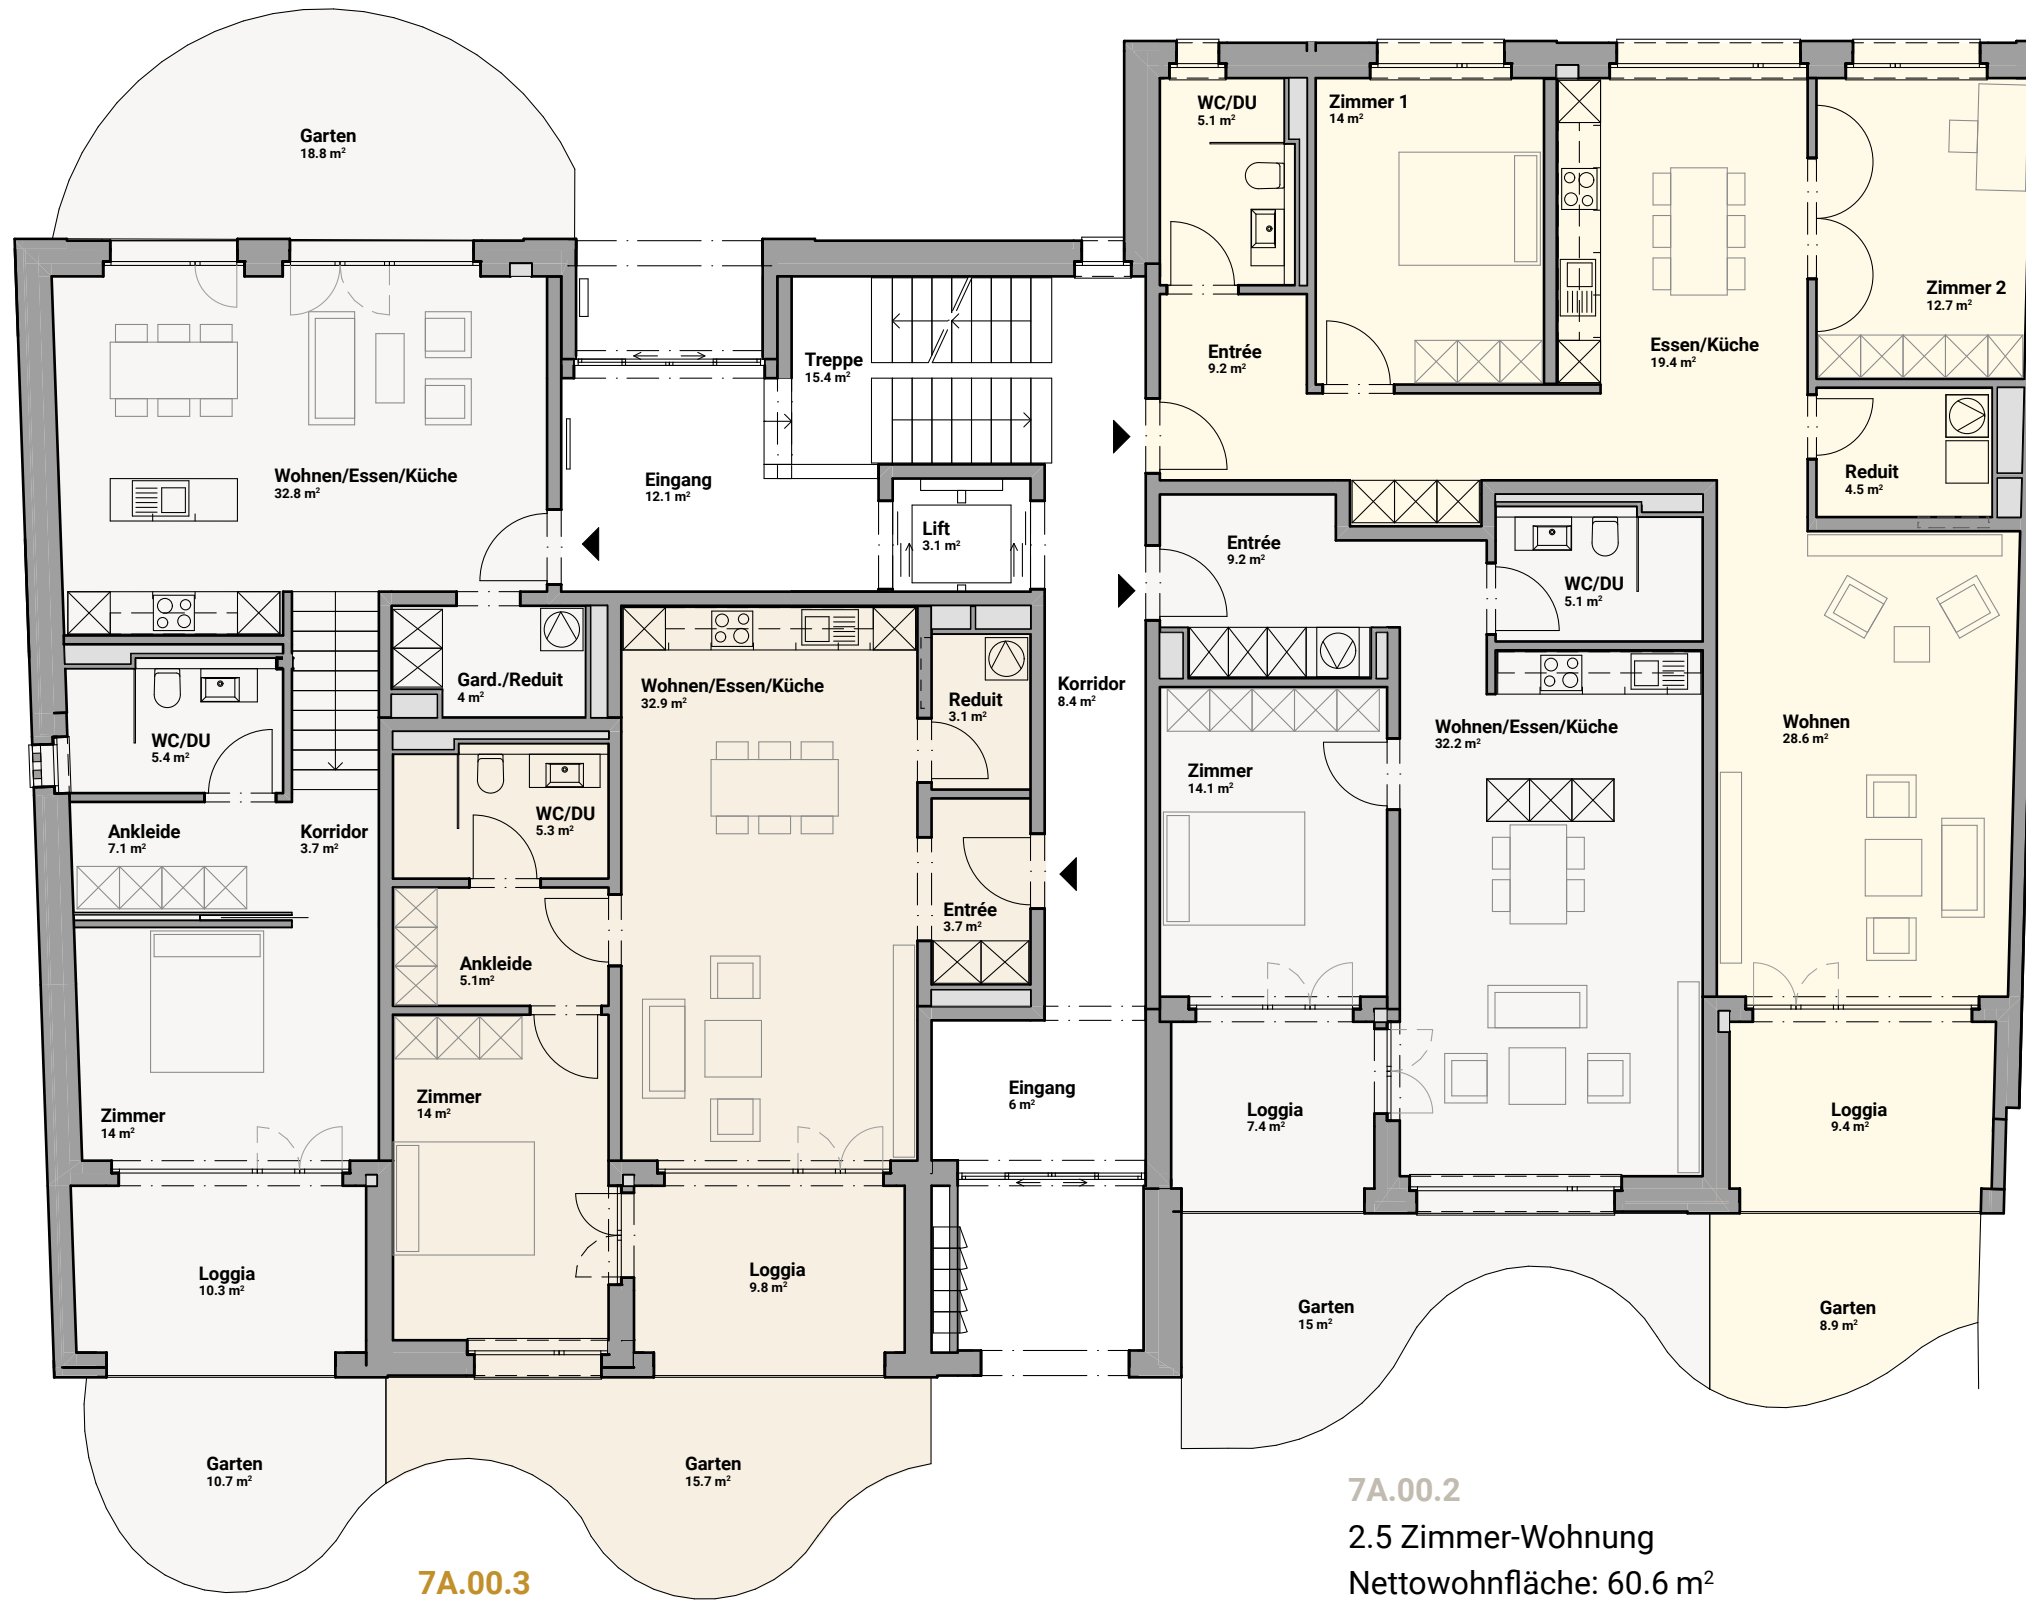 Garten
18.8 m²
WC/DU
5.1 m²
Zimmer 1
14 m²
Zimmer 2
12.7 m²
Essen/Küche
19.4 m²
Entrée
9.2 m²
Treppe
15.4 m²
Wohnen/Essen/Küche
32.8 m²
Eingang
12.1 m²
Lift
3.1 m²
Reduit
4.5 m²
Entrée
9.2 m²
WC/DU
5.1 m²
Gard./Reduit
4 m²
Wohnen/Essen/Küche
32.9 m²
Reduit
3.1 m²
Korridor
8.4 m²
Wohnen/Essen/Küche
32.2 m²
Wohnen
28.6 m²
WC/DU
5.4 m²
Zimmer
14.1 m²
WC/DU
5.3 m²
Ankleide
7.1 m²
Korridor
3.7 m²
Entrée
3.7 m²
Ankleide
5.1m²
Zimmer
14 m²
Zimmer
14 m²
Eingang
6 m²
Loggia
7.4 m²
Loggia
9.4 m²
Loggia
10.3 m²
Loggia
9.8 m²
Garten
15 m²
Garten
8.9 m²
Garten
10.7 m²
Garten
15.7 m²
7A.00.3
7A.00.2
2.5 Zimmer-Wohnung
Nettowohnfläche: 60.6 m²